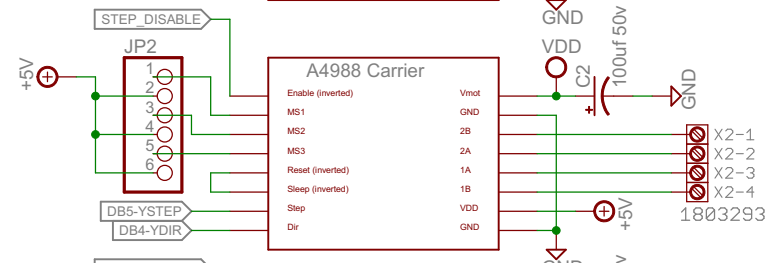 GND
STEP_DISABLE
JP2
VDD
C2
100uf 50v
+5V
A4988 Carrier
GND
1
2
3
4
5
6
Enable (inverted)
Vmot
MS1
GND
MS2
2B
X2-1
MS3
2A
X2-2
Reset (inverted)
1A
X2-3
Sleep (inverted)
1B
X2-4
+
DB5-YSTEP
Step
VDD
+5V
1803293
DB4-YDIR
Dir
GND